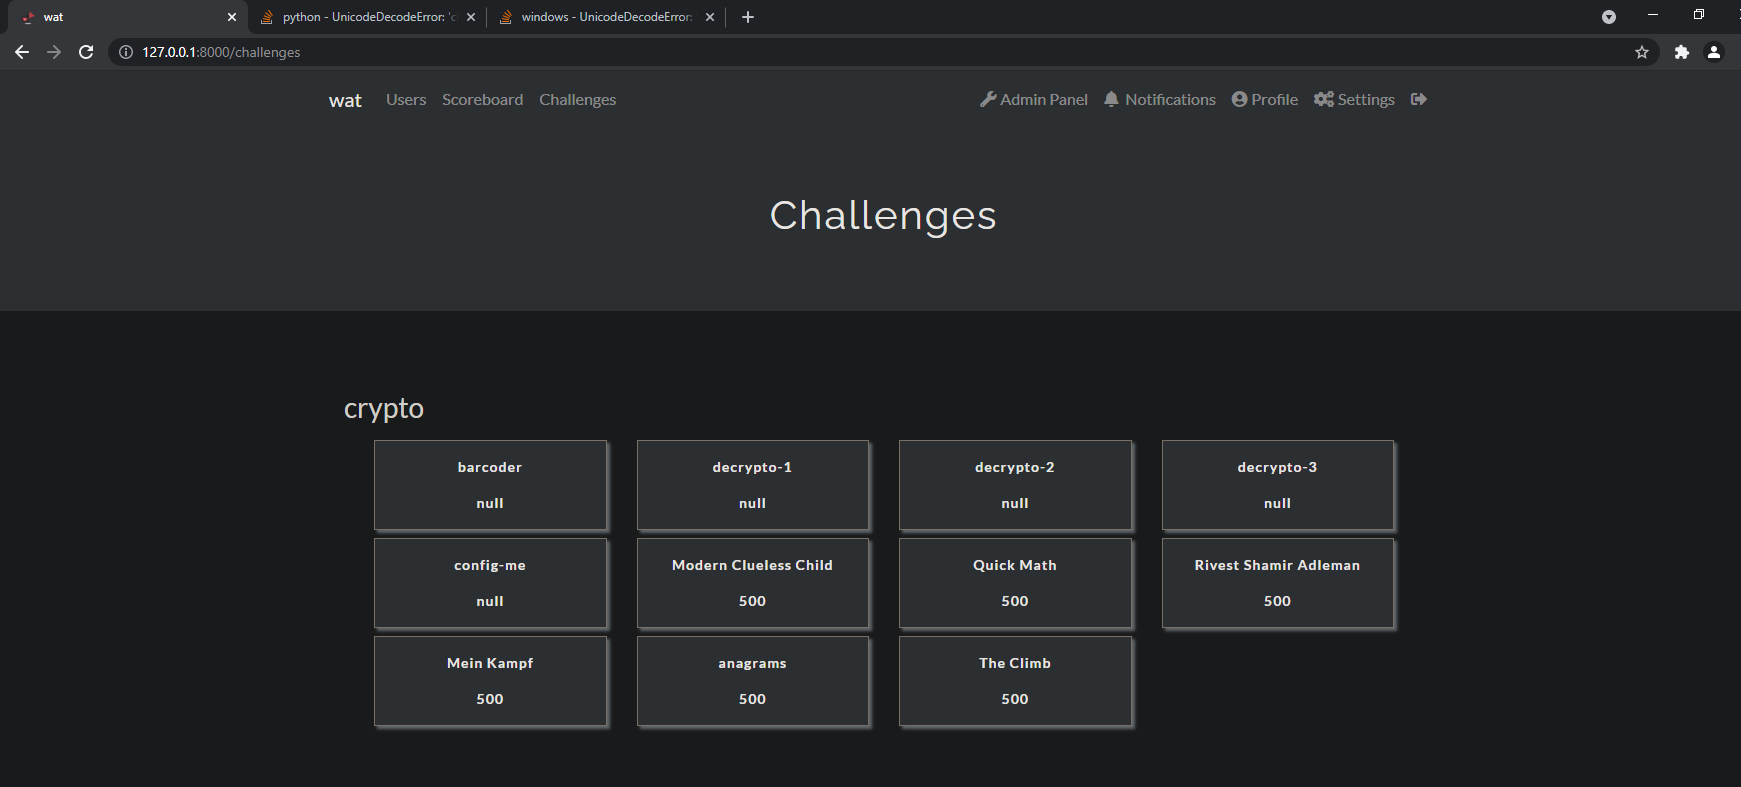 wat
python - UnicodeDecodeError: 'c
windows - UnicodeDecodeError:
127.0.0.1:8000/challenges
wat Users Scoreboard Challenges Admin Panel Notifications Profile Settings
Challenges
crypto
barcoder decrypto-1 decrypto-2 decrypto-3
null null null null
config-me Modern Clueless Child Quick Math Rivest Shamir Adleman
null 500 500 500
Mein Kampf anagrams The Climb
500 500 500